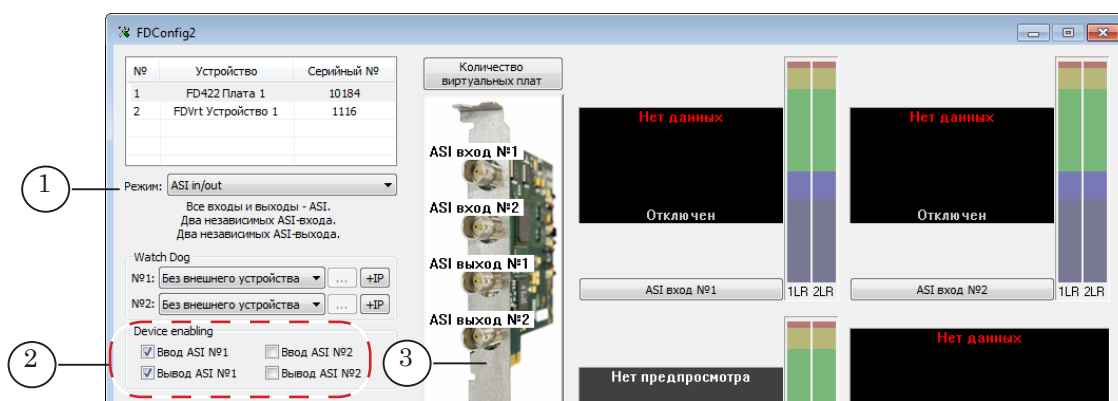 FDConfig2
№ Устройство Серийный №
1 FD422 Плата 1 10184
2 FDVrt Устройство 1 1116
1
Режим: ASI in/out
Все входы и выходы - ASI.
Два независимых ASI-входа.
Два независимых ASI-выхода.
Watch Dog
№1: Без внешнего устройства ... +IP
№2: Без внешнего устройства ... +IP
Device enabling
Ввод ASI №1 Ввод ASI №2
Вывод ASI №1 Вывод ASI №2
2
Количество
виртуальных плат
ASI вход №1
ASI вход №2
ASI выход №1
ASI выход №2
3
Нет данных
Отключен
ASI вход №1
1LR 2LR
Нет данных
Отключен
ASI вход №2
1LR 2LR
Нет предпросмотра
Нет данных